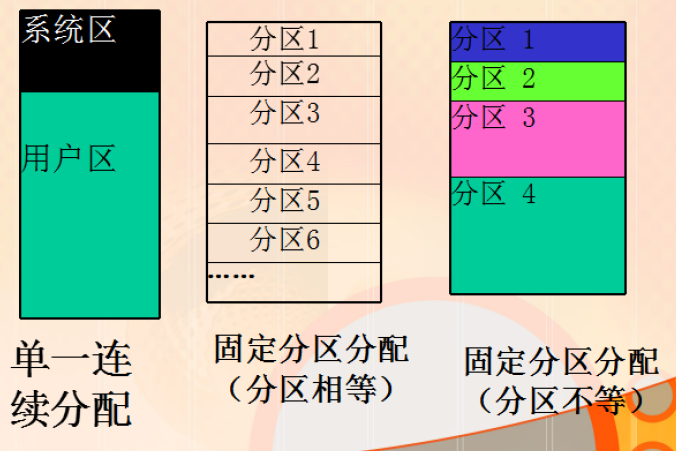 系统区
用户区
单一连
续分配
分区1
分区2
分区3
分区4
分区5
分区6
……
固定分区分配
（分区相等）
分区 1
分区 2
分区 3
分区 4
固定分区分配
（分区不等）